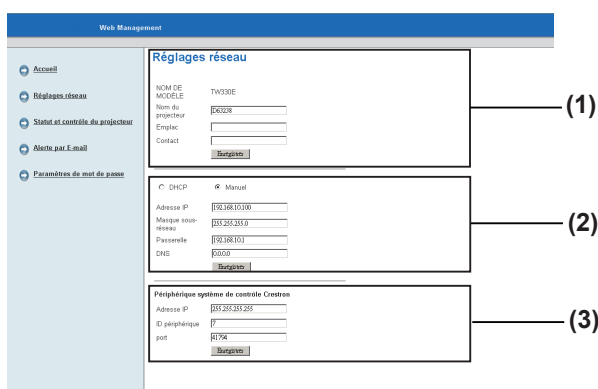 Web Management
Accueil
Réglages réseau
Statut et contrôle du projecteur
Alerte par E-mail
Paramètres de mot de passe
Réglages réseau
NOM DE MODÈLE TW330E
Nom du projecteur D63238
Emplac
Contact
Enregistrer
(1)
DHCP Manuel
Adresse IP 192.168.10.100
Masque sous-réseau 255.255.255.0
Passerelle 192.168.10.1
DNS 0.0.0.0
Enregistrer
(2)
Périphérique système de contrôle Crestron
Adresse IP 255.255.255.255
ID périphérique 7
port 41794
Enregistrer
(3)